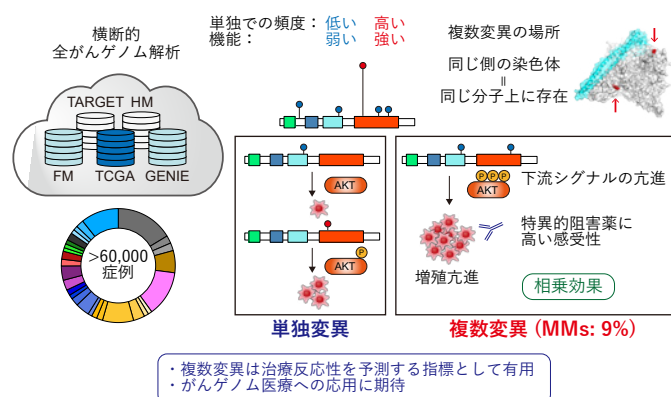 横断的
全がんゲノム解析
TARGET HM
FM TCGA GENIE
>60,000
症例
単独での頻度： 低い 高い
機能： 弱い 強い
複数変異の場所
同じ側の染色体
=
同じ分子上に存在
AKT
AKT
P
単独変異
P P P
AKT
下流シグナルの亢進
特異的阻害薬に
高い感受性
増殖亢進
相乗効果
複数変異 (MMs: 9%)
・複数変異は治療反応性を予測する指標として有用
・がんゲノム医療への応用に期待